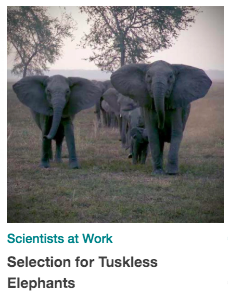 Scientists at Work
Selection for Tuskless
Elephants